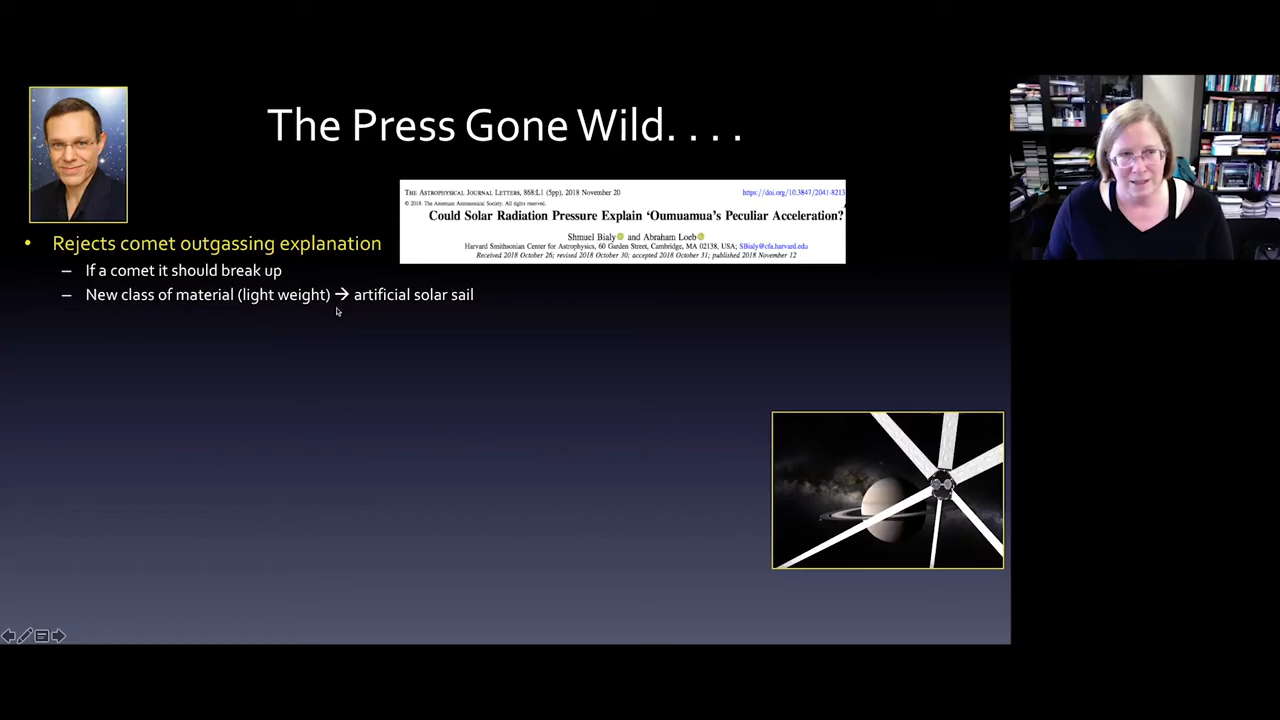 The Press Gone Wild. . . .
THE ASTROPHYSICAL JOURNAL LETTERS, 868:L1 (5pp), 2018 November 20 https://doi.org/10.3847/2041-8213
© 2018. The American Astronomical Society. All rights reserved.
Could Solar Radiation Pressure Explain ‘Oumuamua’s Peculiar Acceleration?
Shmuel Bialy and Abraham Loeb
Harvard Smithsonian Center for Astrophysics, 60 Garden Street, Cambridge, MA 02138, USA; SBialy@cfa.harvard.edu
Received 2018 October 26; revised 2018 October 30; accepted 2018 October 31; published 2018 November 12
• Rejects comet outgassing explanation
– If a comet it should break up
– New class of material (light weight) → artificial solar sail